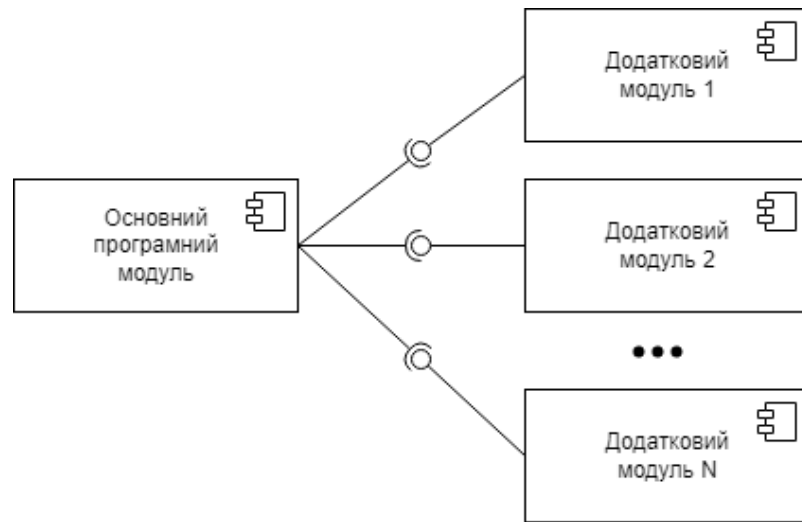 Додатковий
модуль 1
Основний
програмний
модуль
Додатковий
модуль 2
•••
Додатковий
модуль N